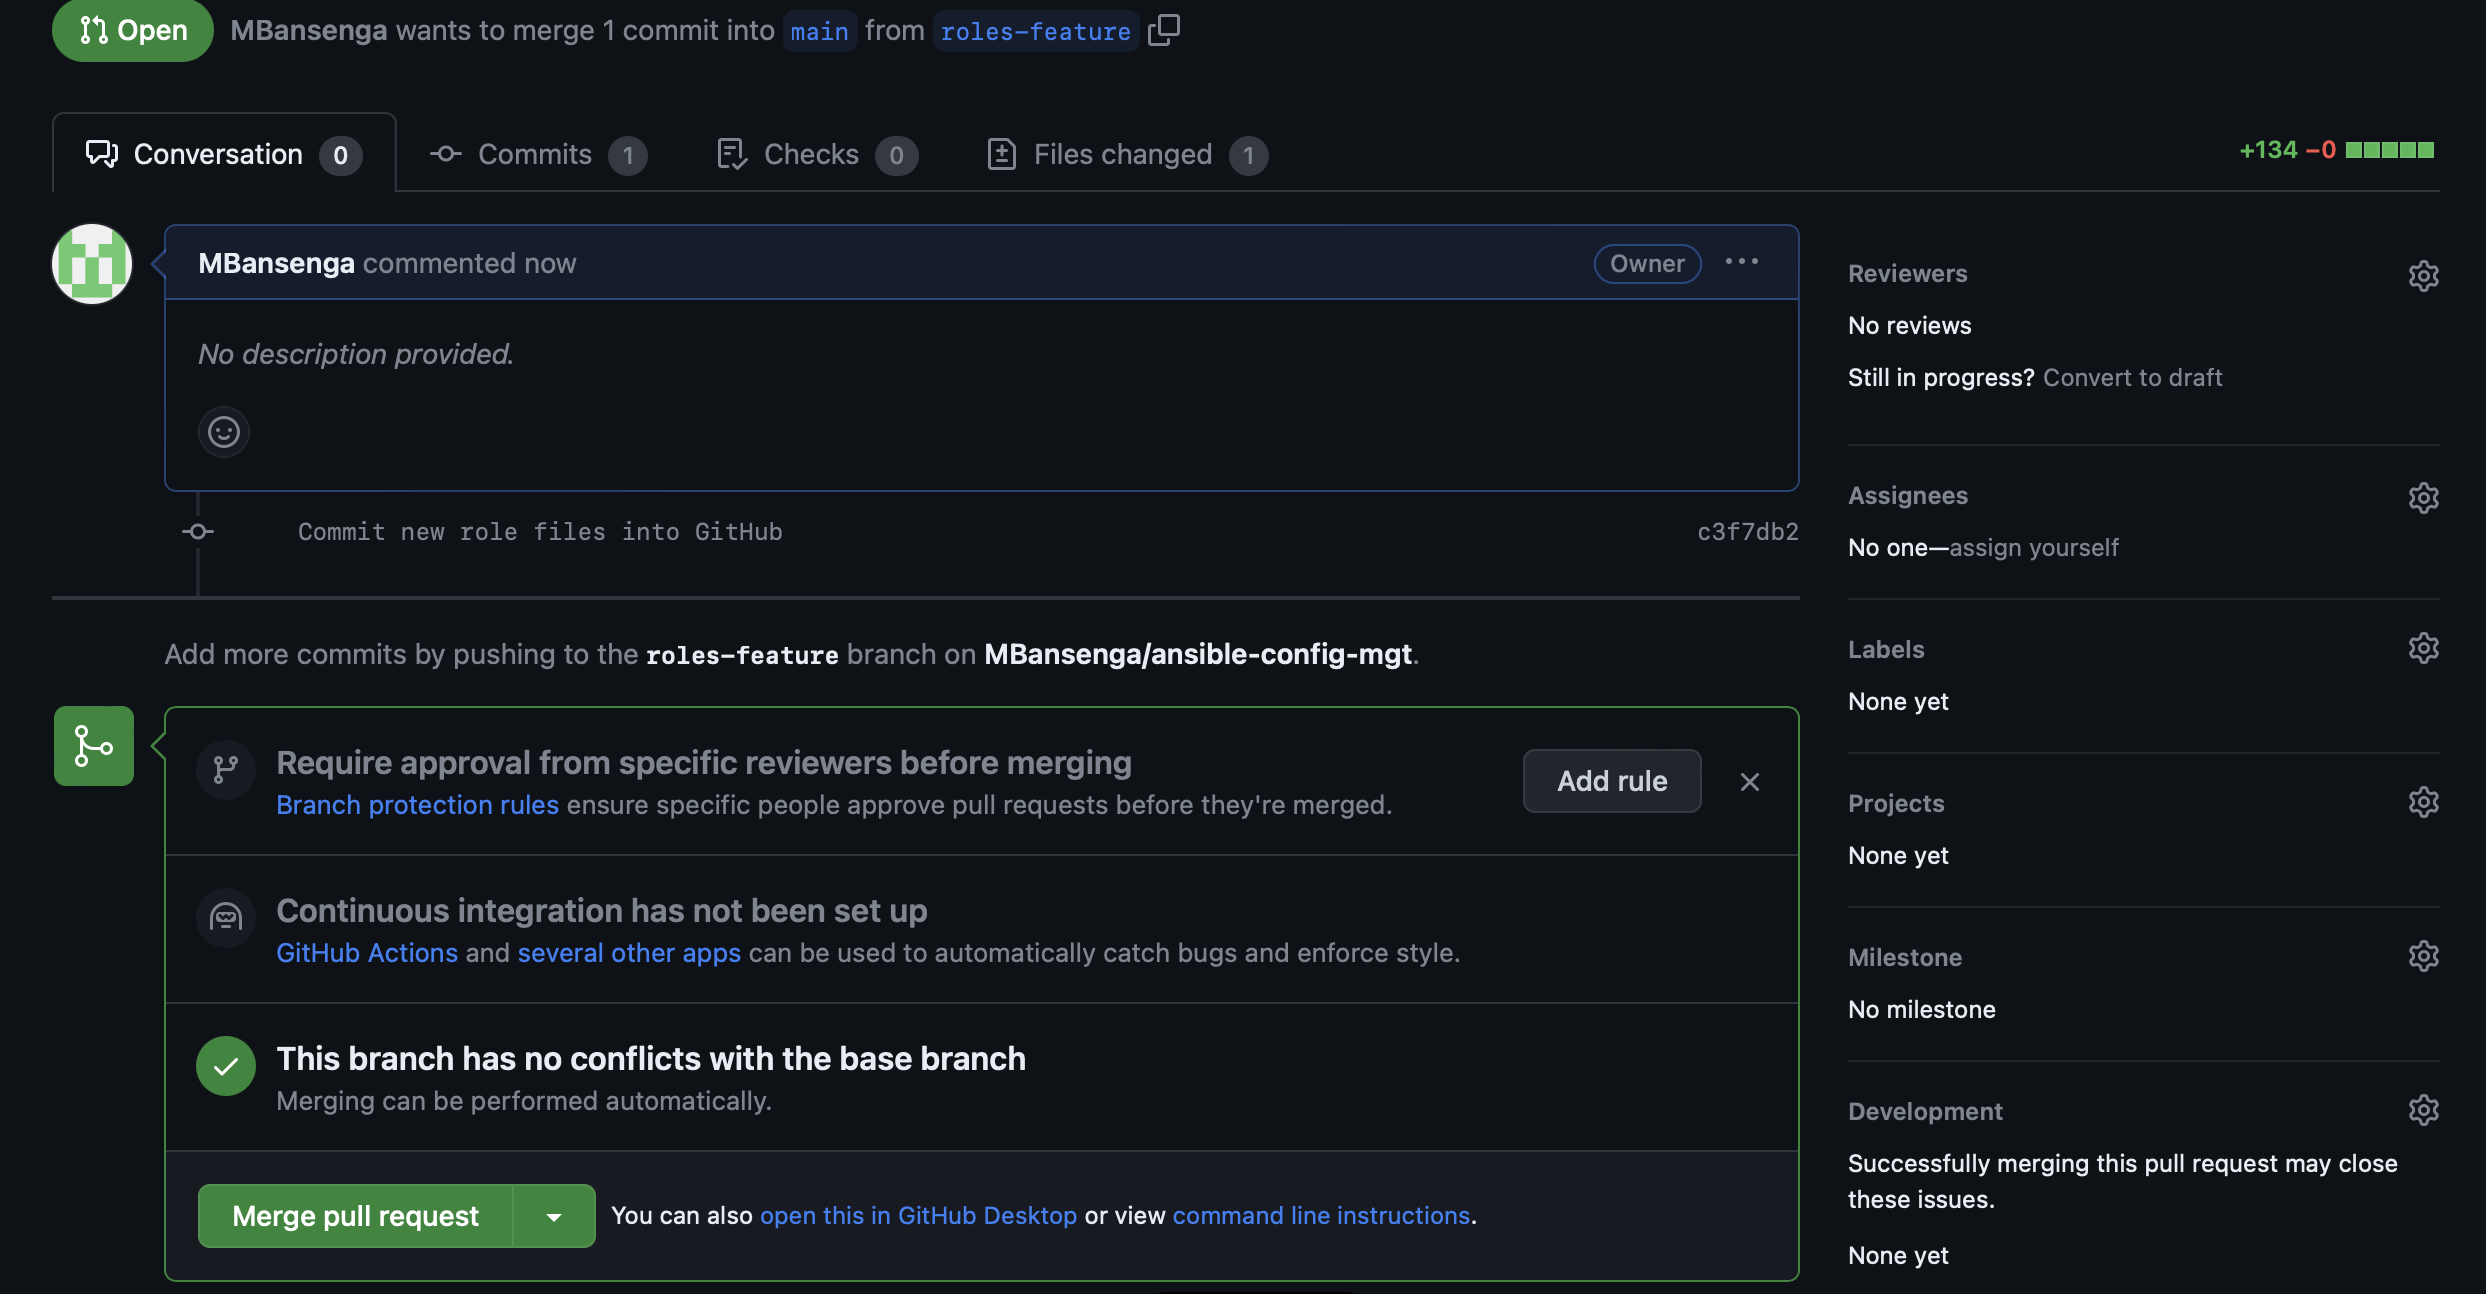 Open MBansenga wants to merge 1 commit into main from roles-feature
Conversation 0 Commits 1 Checks 0 Files changed 1 +134 −0
MBansenga commented now Owner
No description provided.
Commit new role files into GitHub c3f7db2
Add more commits by pushing to the roles-feature branch on MBansenga/ansible-config-mgt.
Require approval from specific reviewers before merging
Branch protection rules ensure specific people approve pull requests before they're merged.
Add rule
Continuous integration has not been set up
GitHub Actions and several other apps can be used to automatically catch bugs and enforce style.
This branch has no conflicts with the base branch
Merging can be performed automatically.
Merge pull request You can also open this in GitHub Desktop or view command line instructions.
Reviewers
No reviews
Still in progress? Convert to draft
Assignees
No one—assign yourself
Labels
None yet
Projects
None yet
Milestone
No milestone
Development
Successfully merging this pull request may close
these issues.
None yet